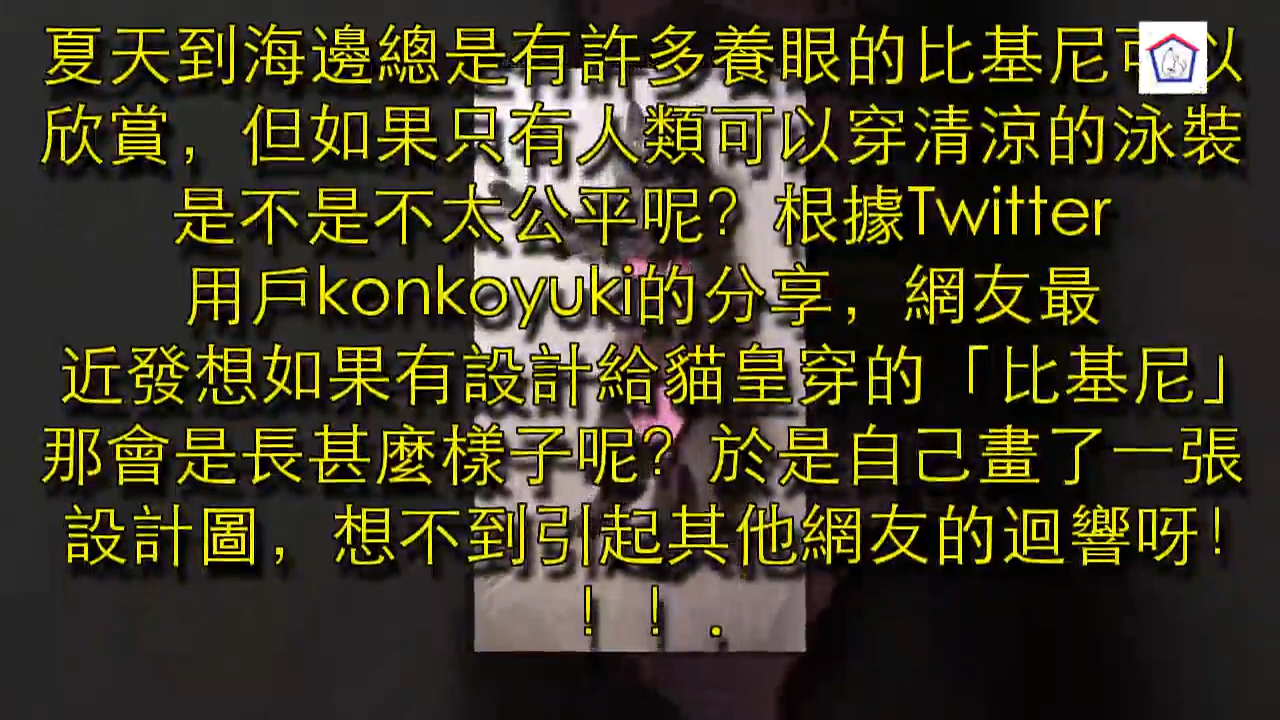 夏天到海邊總是有許多養眼的比基尼可以
欣賞，但如果只有人類可以穿清涼的泳裝
是不是不太公平呢？根據Twitter
用戶konkoyuki的分享，網友最
近發想如果有設計給貓皇穿的「比基尼」
那會是長甚麼樣子呢？於是自己畫了一張
設計圖，想不到引起其他網友的迴響呀！
！！．